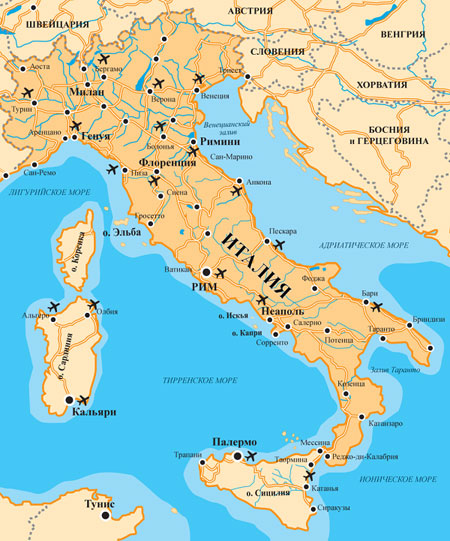 АВСТРИЯ
ШВЕЙЦАРИЯ
ВЕНГРИЯ
СЛОВЕНИЯ
Аоста
Бергамо
Триест
ХОРВАТИЯ
Милан
Верона
Венеция
Турин
Венецианский
залив
БОСНИЯ
и ГЕРЦЕГОВИНА
Аренцано
Генуя
Болонья
Римини
Сан-Марино
Флоренция
Сан-Ремо
Пиза
Анкона
ЛИГУРИЙСКОЕ МОРЕ
Сиена
Гроссето
о. Эльба
Пескара
АДРИАТИЧЕСКОЕ МОРЕ
о. Корсика
ИТАЛИЯ
Ватикан
РИМ
Фоджа
Бари
Альгеро
Олбия
о. Искья
Неаполь
Бриндизи
о. Капри
Салерно
Таранто
Сорренто
Потенца
о. Сардиния
Залив Таранто
ТИРРЕНСКОЕ МОРЕ
Козенца
Кальяри
Катанзаро
Палермо
Мессина
Трапани
Таормина
Реджо-ди-Калабрия
ИОНИЧЕСКОЕ МОРЕ
о. Сицилия
Катанья
Тунис
Сиракузы